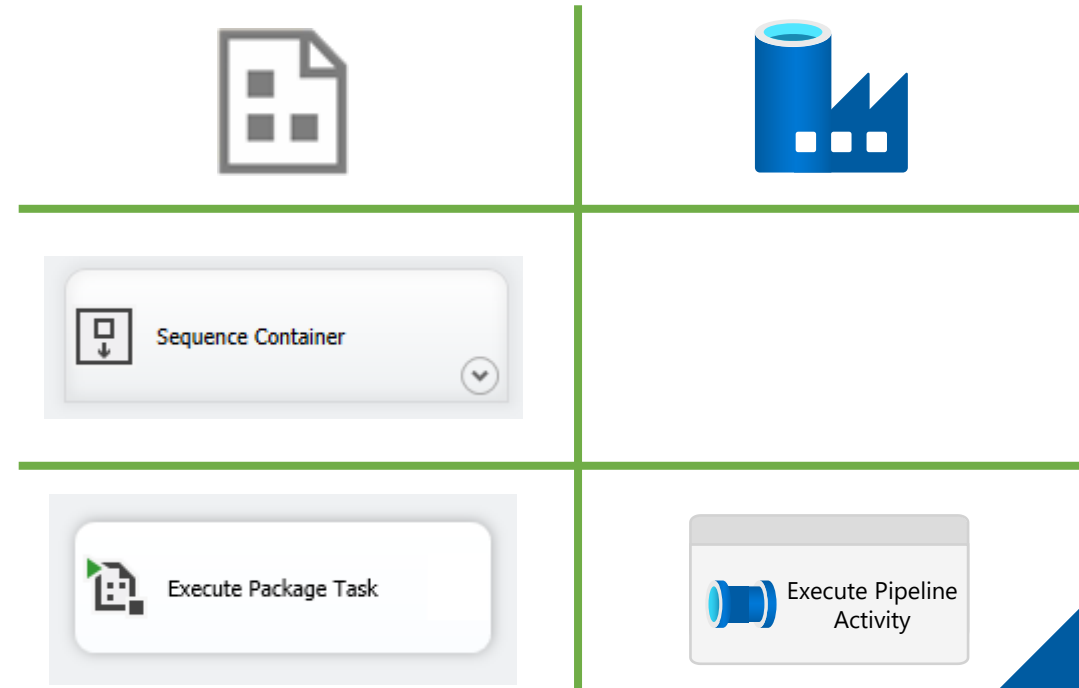 Sequence Container
Execute Package Task
Execute Pipeline
Activity